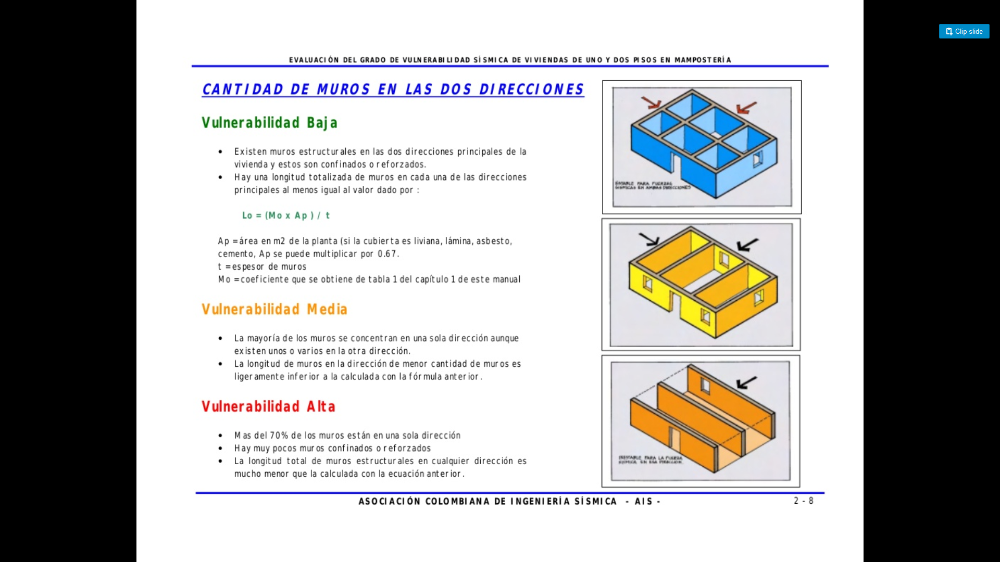 Clip slide
EVALUACIÓN DEL GRADO DE VULNERABILIDAD SÍSMICA DE VIVIENDAS DE UNO Y DOS PISOS EN MAMPOSTERÍA
CANTIDAD DE MUROS EN LAS DOS DIRECCIONES
Vulnerabilidad Baja
• Existen muros estructurales en las dos direcciones principales de la
vivienda y estos son confinados o reforzados.
• Hay una longitud totalizada de muros en cada una de las direcciones
principales al menos igual al valor dado por :
Lo = (Mo x Ap ) / t
Ap =área en m2 de la planta (si la cubierta es liviana, lámina, asbesto,
cemento, Ap se puede multiplicar por 0.67.
t =espesor de muros
Mo =coeficiente que se obtiene de tabla 1 del capítulo 1 de este manual
Vulnerabilidad Media
• La mayoría de los muros se concentran en una sola dirección aunque
existen unos o varios en la otra dirección.
• La longitud de muros en la dirección de menor cantidad de muros es
ligeramente inferior a la calculada con la fórmula anterior.
Vulnerabilidad Alta
• Mas del 70% de los muros están en una sola dirección
• Hay muy pocos muros confinados o reforzados
• La longitud total de muros estructurales en cualquier dirección es
mucho menor que la calculada con la ecuación anterior.
ESTABLE PARA FUERZAS
SISMICAS EN AMBAS DIRECCIONES
INESTABLE PARA LA FUERZA
SISMICA EN ESA DIRECCION.
ASOCIACIÓN COLOMBIANA DE INGENIERÍA SÍSMICA - AIS -
2 - 8